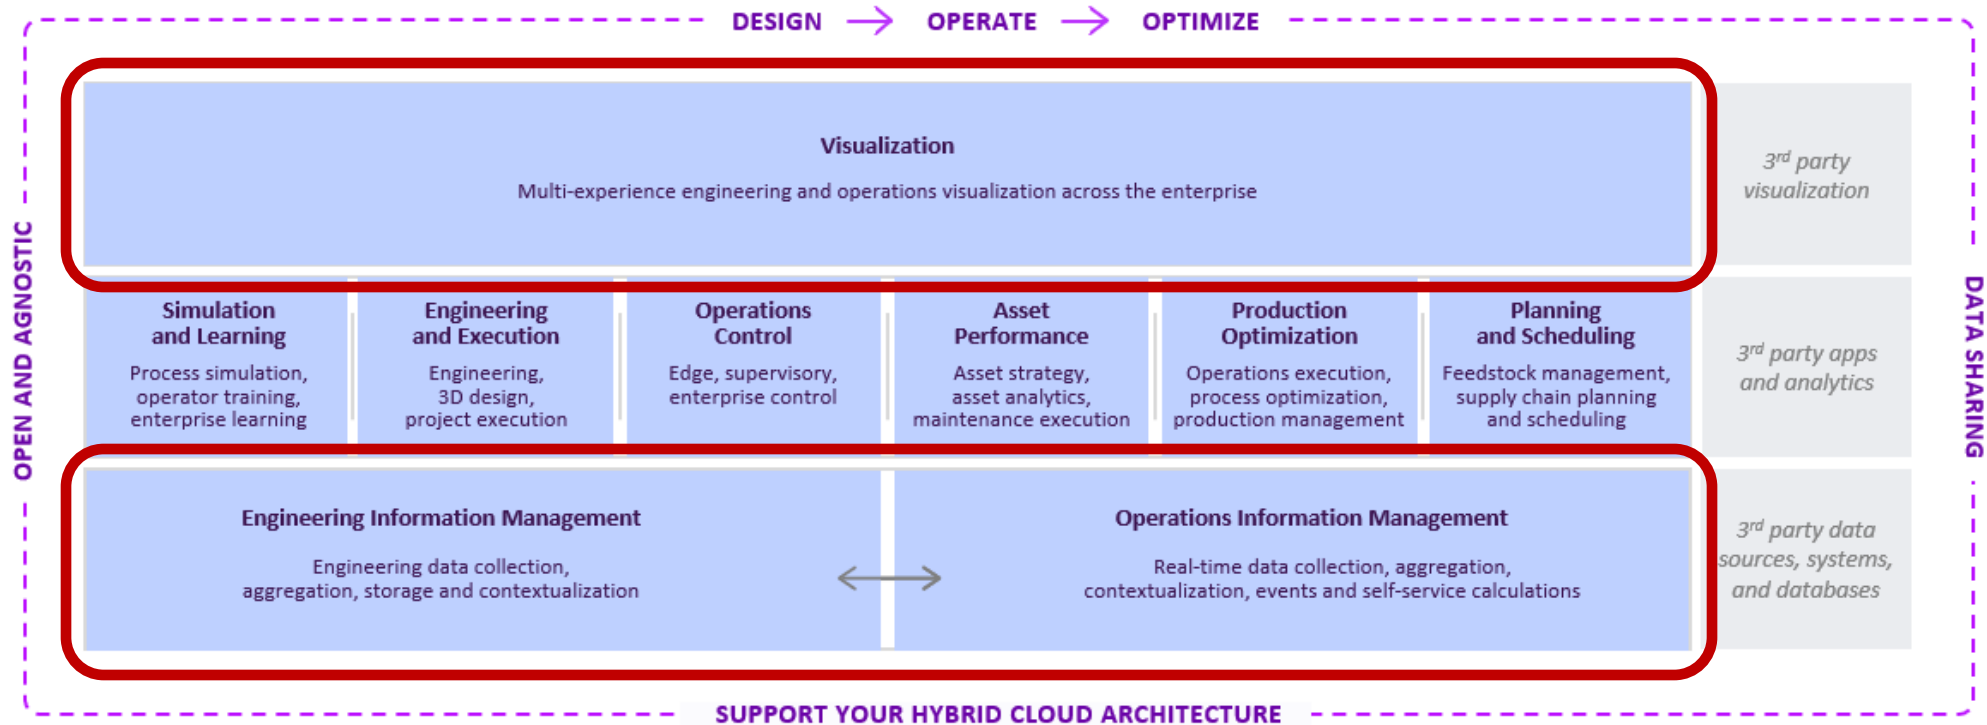 DESIGN → OPERATE → OPTIMIZE
OPEN AND AGNOSTIC
Visualization
Multi-experience engineering and operations visualization across the enterprise
3rd party
visualization
Simulation
and Learning
Process simulation,
operator training,
enterprise learning
Engineering
and Execution
Engineering,
3D design,
project execution
Operations
Control
Edge, supervisory,
enterprise control
Asset
Performance
Asset strategy,
asset analytics,
maintenance execution
Production
Optimization
Operations execution,
process optimization,
production management
Planning
and Scheduling
Feedstock management,
supply chain planning
and scheduling
3rd party apps
and analytics
Engineering Information Management
Engineering data collection,
aggregation, storage and contextualization
Operations Information Management
Real-time data collection, aggregation,
contextualization, events and self-service calculations
3rd party data
sources, systems,
and databases
DATA SHARING
SUPPORT YOUR HYBRID CLOUD ARCHITECTURE